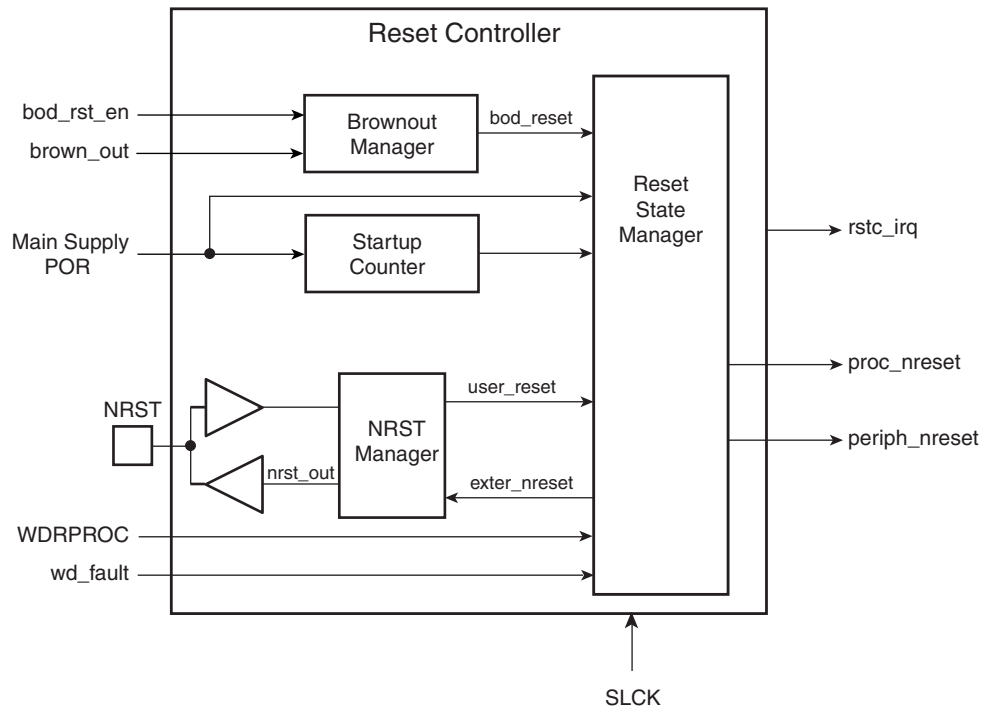 Reset Controller
bod_rst_en
brown_out
Brownout
Manager
bod_reset
Main Supply
POR
Startup
Counter
Reset
State
Manager
rstc_irq
proc_nreset
periph_nreset
NRST
NRST
Manager
user_reset
nrst_out
exter_nreset
WDRPROC
wd_fault
SLCK